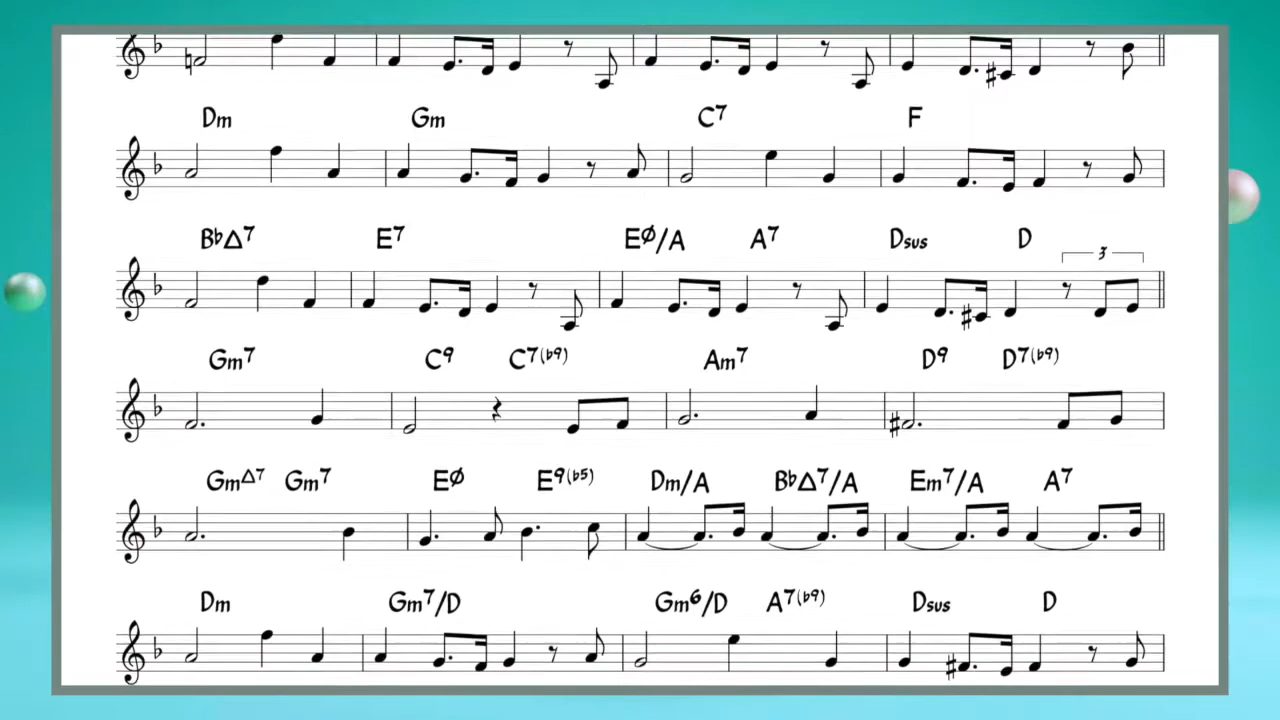 Dm Gm C7 F
B♭Δ7 E7 EØ/A A7 Dsus D
3
Gm7 C9 C7(♭9) Am7 D9 D7(♭9)
GmΔ7 Gm7 EØ E9(♭5) Dm/A B♭Δ7/A Em7/A A7
Dm Gm7/D Gm6/D A7(♭9) Dsus D